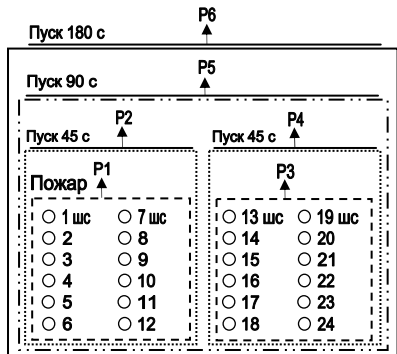 P6
Пуск 180 с
P5
Пуск 90 с
P2 P4
Пуск 45 с Пуск 45 с
P1 P3
Пожар
1 шс 7 шс 13 шс 19 шс
2 8 14 20
3 9 15 21
4 10 16 22
5 11 17 23
6 12 18 24